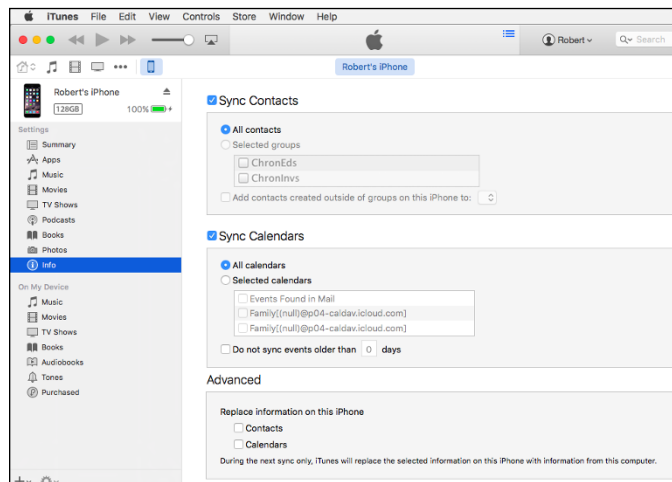 iTunes File Edit View Controls Store Window Help
Robert Search
Robert's iPhone
Robert's iPhone
128GB 100%
Settings
Summary
Apps
Music
Movies
TV Shows
Podcasts
Books
Photos
Info
On My Device
Music
Movies
TV Shows
Books
Audiobooks
Tones
Purchased
Sync Contacts
All contacts
Selected groups
ChronEds
ChronInvs
Add contacts created outside of groups on this iPhone to:
Sync Calendars
All calendars
Selected calendars
Events Found in Mail
Family[(null)@p04-caldav.icloud.com]
Family[(null)@p04-caldav.icloud.com]
Do not sync events older than 0 days
Advanced
Replace information on this iPhone
Contacts
Calendars
During the next sync only, iTunes will replace the selected information on this iPhone with information from this computer.